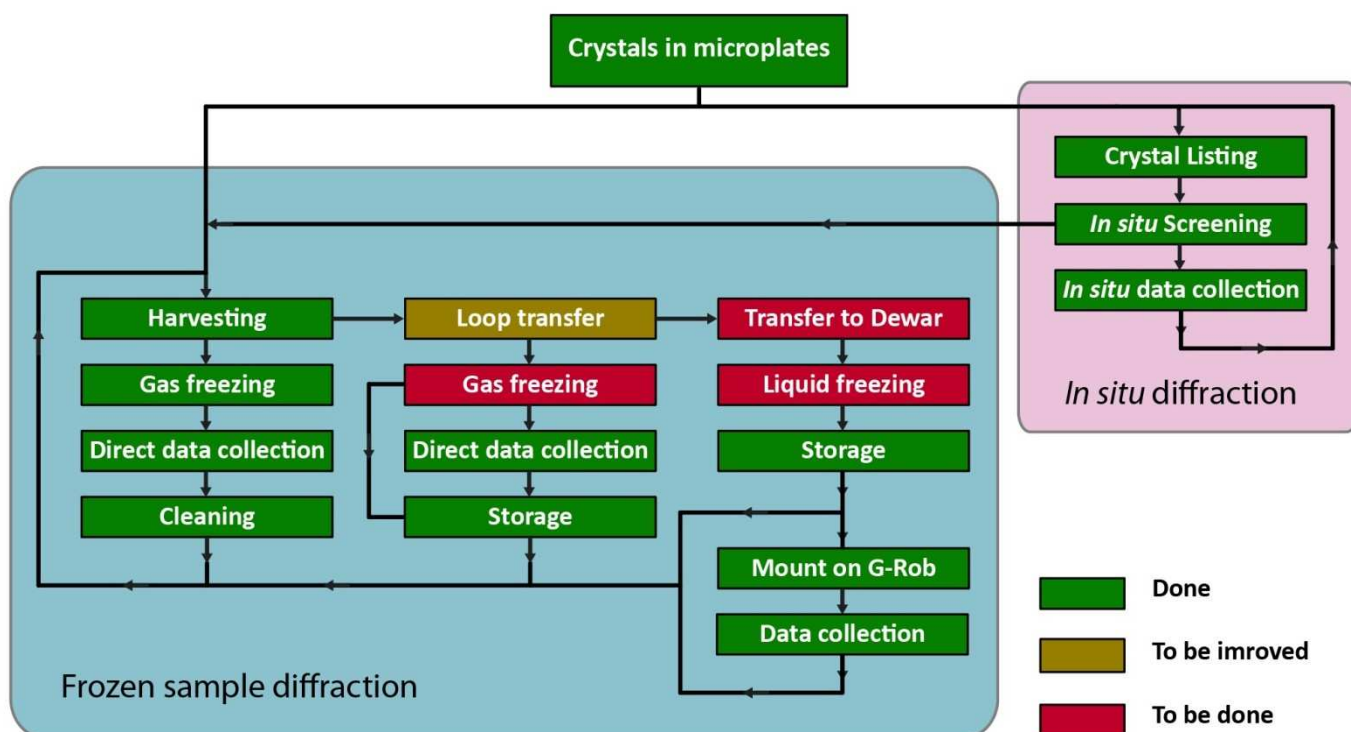 Crystals in microplates
Crystal Listing
In situ Screening
In situ data collection
In situ diffraction
Harvesting
Loop transfer
Transfer to Dewar
Gas freezing
Gas freezing
Liquid freezing
Direct data collection
Direct data collection
Storage
Cleaning
Storage
Mount on G-Rob
Data collection
Frozen sample diffraction
Done
To be imroved
To be done